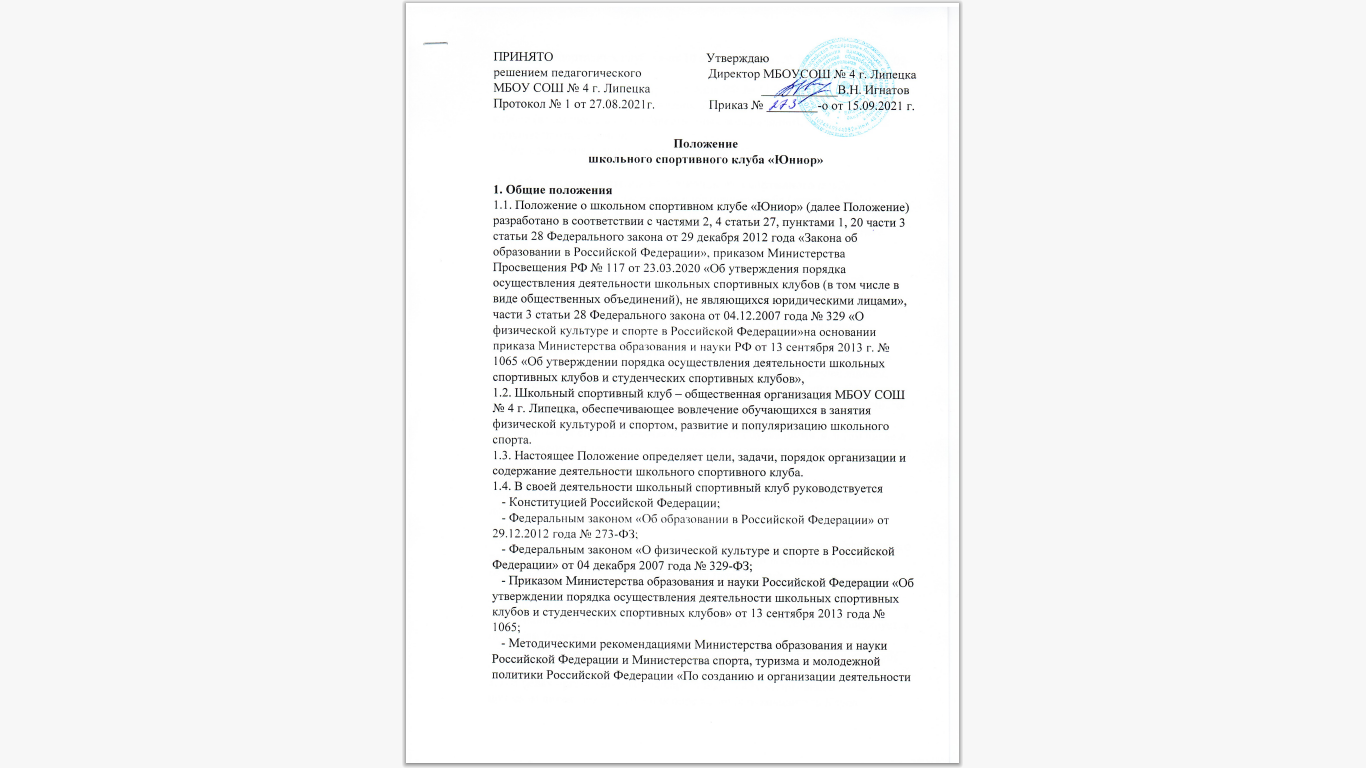 ПРИНЯТО
решением педагогического
МБОУ СОШ № 4 г. Липецка
Протокол № 1 от 27.08.2021г.
Утверждаю
Директор МБОУСОШ № 4 г. Липецка
____________В.Н. Игнатов
Приказ № 273-о от 15.09.2021 г.
Положение
школьного спортивного клуба «Юниор»
1. Общие положения
1.1. Положение о школьном спортивном клубе «Юниор» (далее Положение)
разработано в соответствии с частями 2, 4 статьи 27, пунктами 1, 20 части 3
статьи 28 Федерального закона от 29 декабря 2012 года «Закона об
образовании в Российской Федерации», приказом Министерства
Просвещения РФ № 117 от 23.03.2020 «Об утверждения порядка
осуществления деятельности школьных спортивных клубов (в том числе в
виде общественных объединений), не являющихся юридическими лицами»,
части 3 статьи 28 Федерального закона от 04.12.2007 года № 329 «О
физической культуре и спорте в Российской Федерации»на основании
приказа Министерства образования и науки РФ от 13 сентября 2013 г. №
1065 «Об утверждении порядка осуществления деятельности школьных
спортивных клубов и студенческих спортивных клубов»,
1.2. Школьный спортивный клуб – общественная организация МБОУ СОШ
№ 4 г. Липецка, обеспечивающее вовлечение обучающихся в занятия
физической культурой и спортом, развитие и популяризацию школьного
спорта.
1.3. Настоящее Положение определяет цели, задачи, порядок организации и
содержание деятельности школьного спортивного клуба.
1.4. В своей деятельности школьный спортивный клуб руководствуется
- Конституцией Российской Федерации;
- Федеральным законом «Об образовании в Российской Федерации» от
29.12.2012 года № 273-ФЗ;
- Федеральным законом «О физической культуре и спорте в Российской
Федерации» от 04 декабря 2007 года № 329-ФЗ;
- Приказом Министерства образования и науки Российской Федерации «Об
утверждении порядка осуществления деятельности школьных спортивных
клубов и студенческих спортивных клубов» от 13 сентября 2013 года №
1065;
- Методическими рекомендациями Министерства образования и науки
Российской Федерации и Министерства спорта, туризма и молодежной
политики Российской Федерации «По созданию и организации деятельности